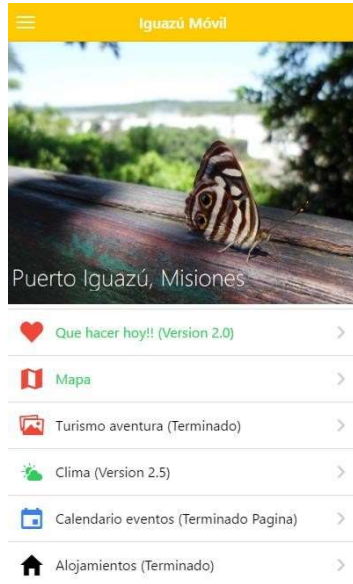 Iguazú Móvil
Puerto Iguazú, Misiones
Que hacer hoy!! (Version 2.0)
Mapa
Turismo aventura (Terminado)
Clima (Version 2.5)
Calendario eventos (Terminado Pagina)
Alojamientos (Terminado)